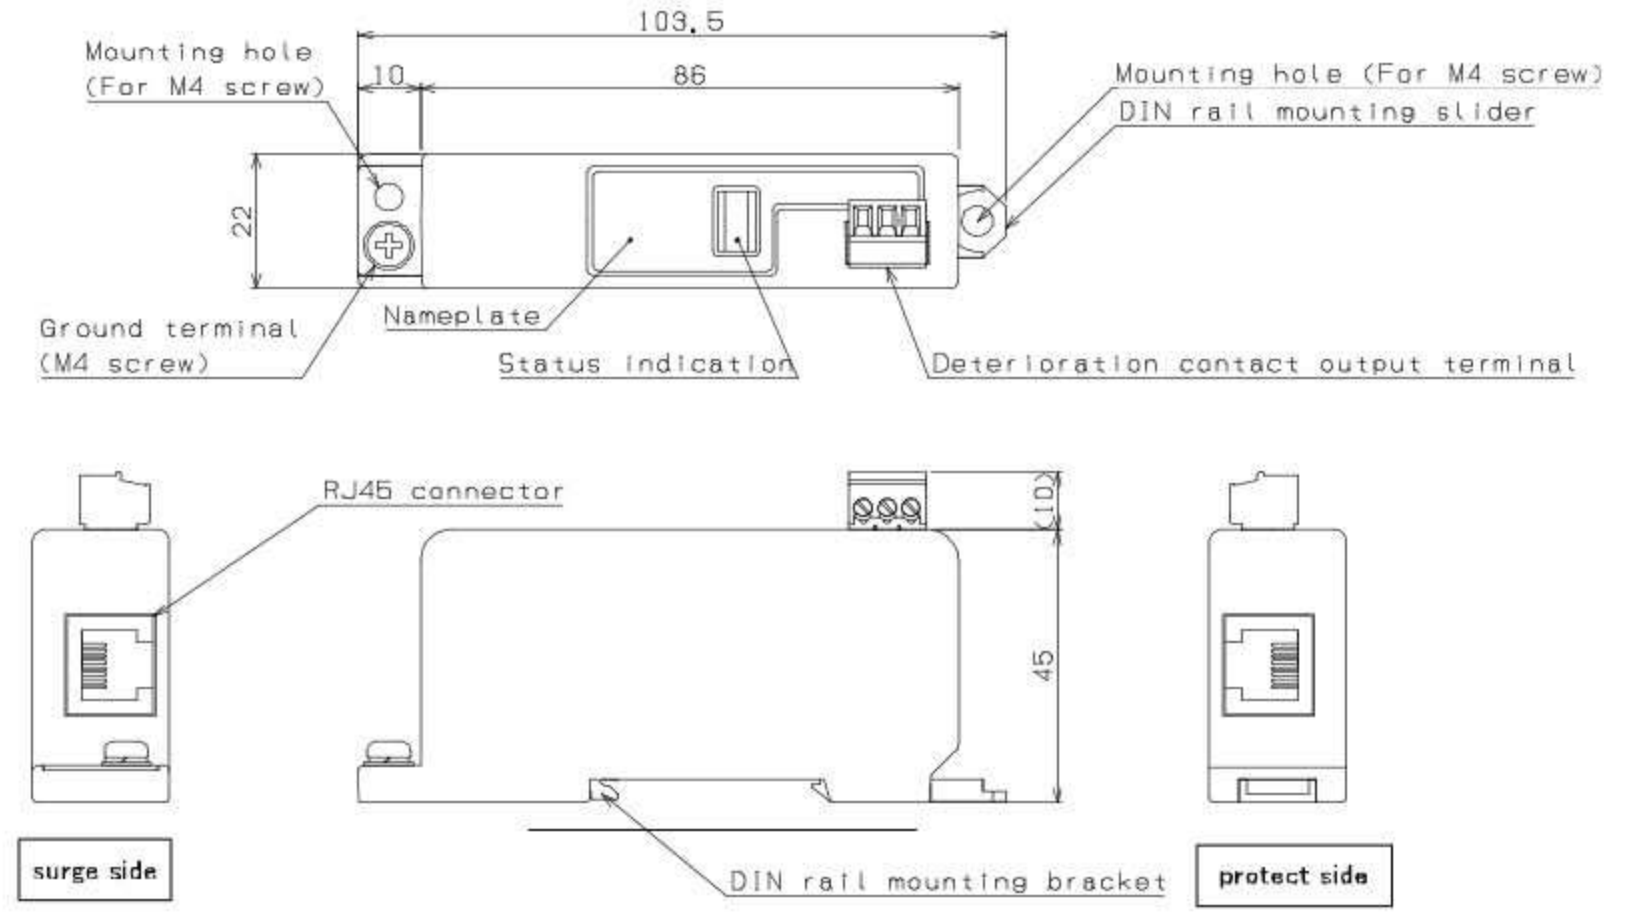 103.5
Mounting hole
(For M4 screw)
10
86
Mounting hole (For M4 screw)
DIN rail mounting slider
22
Nameplate
Ground terminal
(M4 screw)
Status indication
Deterioration contact output terminal
RJ45 connector
(10)
45
surge side
DIN rail mounting bracket
protect side